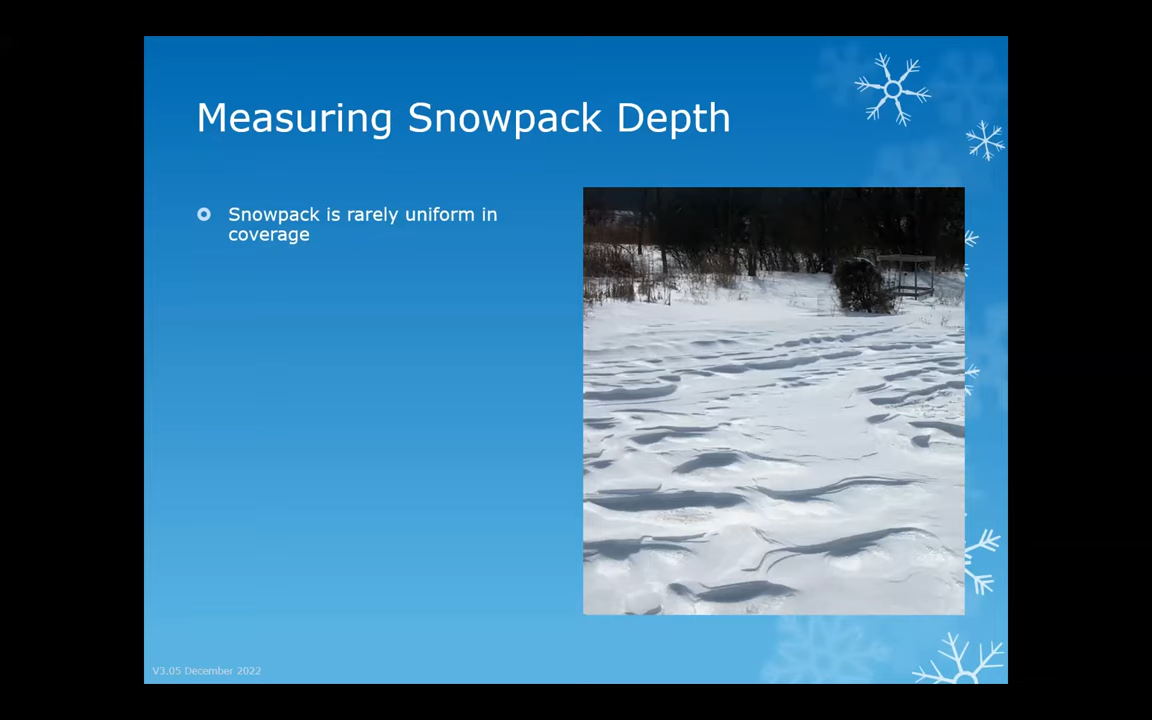 Measuring Snowpack Depth
Snowpack is rarely uniform in
coverage
V3.05 December 2022